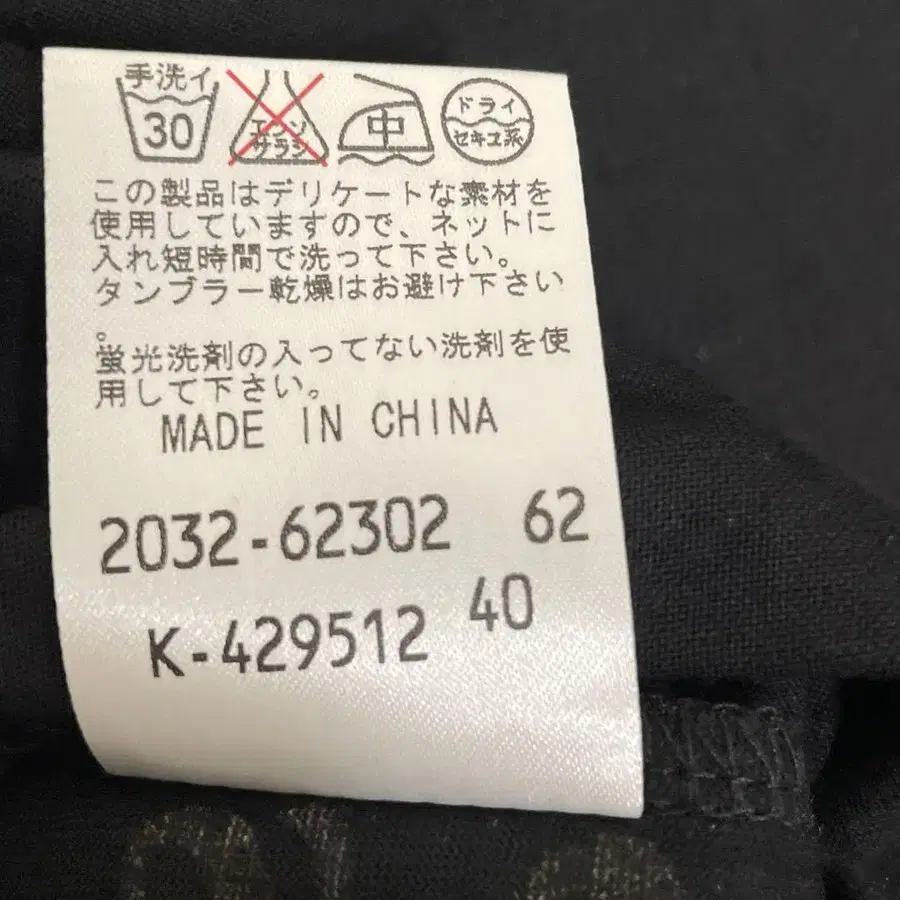 手洗イ
30
エンソ
サラシ
中
ドライ
セキユ系
この製品はデリケートな素材を
使用していますので、ネットに
入れ短時間で洗って下さい。
タンブラー乾燥はお避け下さい
。
蛍光洗剤の入ってない洗剤を使
用して下さい。
MADE IN CHINA
2032-62302 62
40
K-429512